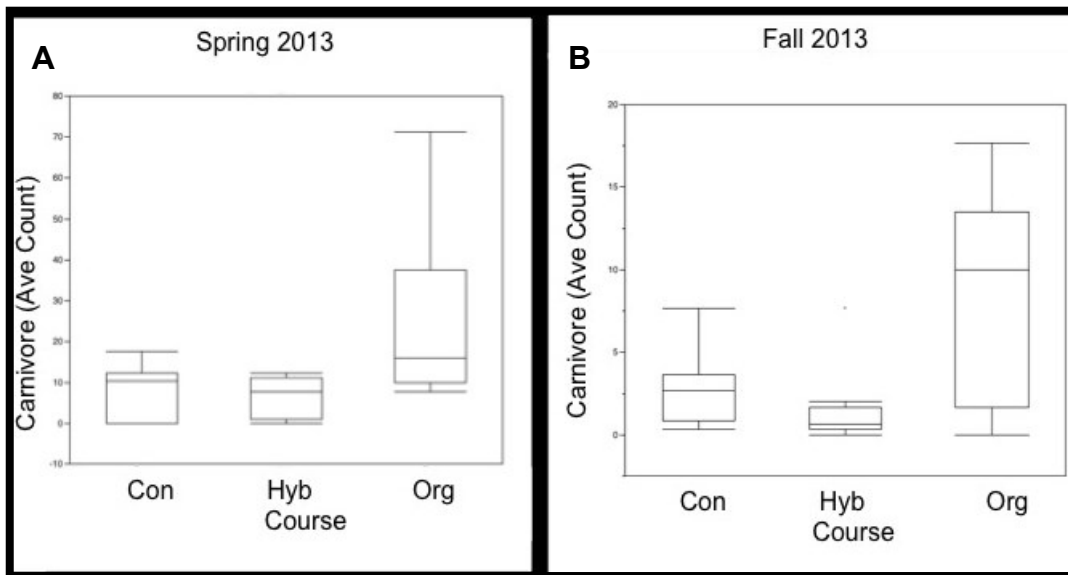 A
Spring 2013
Carnivore (Ave Count)
80
70
60
50
40
30
20
10
0
-10
Con
Hyb
Org
Course
B
Fall 2013
Carnivore (Ave Count)
20
15
10
5
0
Con
Hyb
Org
Course